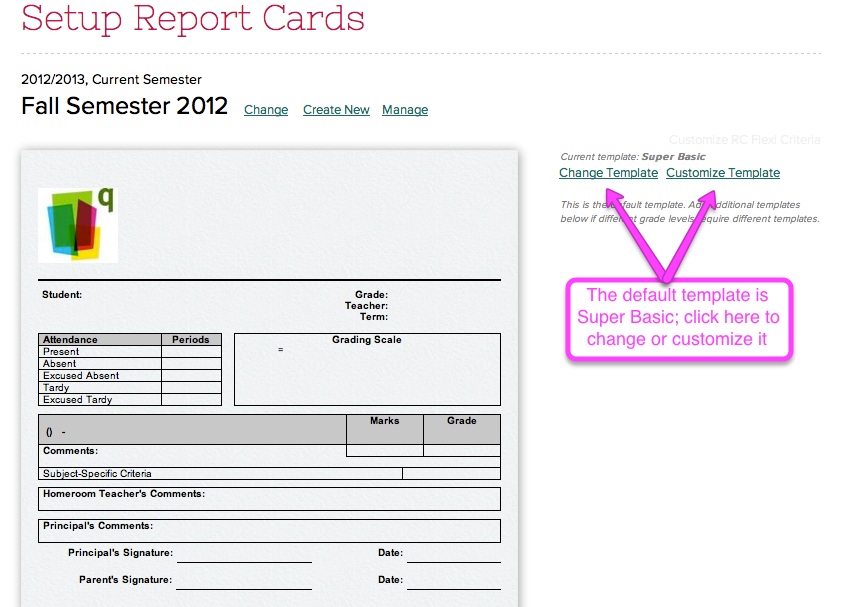 Setup Report Cards
2012/2013, Current Semester
Fall Semester 2012 Change Create New Manage
Customize RC Flexi Criteria
Current template: Super Basic
Change Template Customize Template
This is the default template. Add additional templates
below if different grade levels require different templates.
The default template is
Super Basic; click here to
change or customize it
q
Student:
Grade:
Teacher:
Term:
Attendance Periods
Present
Absent
Excused Absent
Tardy
Excused Tardy
Grading Scale
=
Marks Grade
() -
Comments:
Subject-Specific Criteria
Homeroom Teacher's Comments:
Principal's Comments:
Principal's Signature: Date:
Parent's Signature: Date: